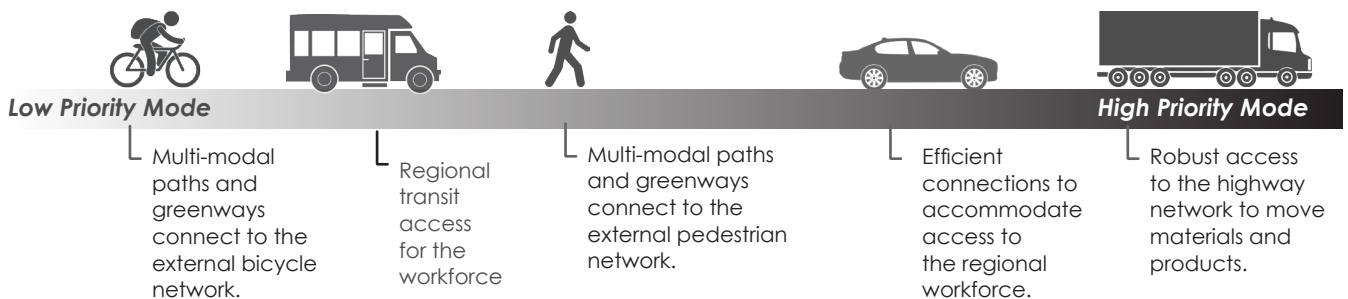 Low Priority Mode
High Priority Mode
Multi-modal
paths and
greenways
connect to the
external bicycle
network.
Regional
transit
access
for the
workforce
Multi-modal paths
and greenways
connect to the
external pedestrian
network.
Efficient
connections to
accommodate
access to
the regional
workforce.
Robust access
to the highway
network to move
materials and
products.